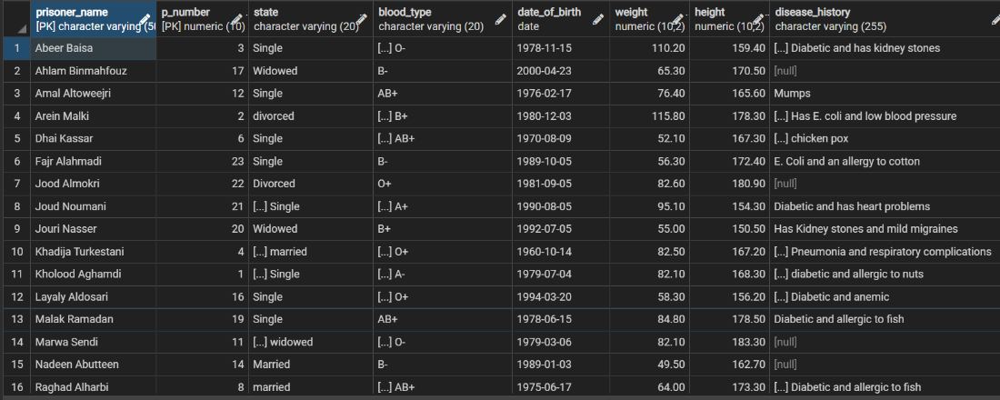 prisoner_name p_number state blood_type date_of_birth weight height disease_history
[PK] character varying (50 [PK] numeric (10) character varying (20) character varying (20) date numeric (10,2) numeric (10,2) character varying (255)
1 Abeer Baisa 3 Single [...] O- 1978-11-15 110.20 159.40 [...] Diabetic and has kidney stones
2 Ahlam Binmahfouz 17 Widowed B- 2000-04-23 65.30 170.50 [null]
3 Amal Altoweejri 12 Single AB+ 1976-02-17 76.40 165.60 Mumps
4 Arein Malki 2 divorced [...] B+ 1980-12-03 115.80 178.30 [...] Has E. coli and low blood pressure
5 Dhai Kassar 6 Single [...] AB+ 1970-08-09 52.10 167.30 [...] chicken pox
6 Fajr Alahmadi 23 Single B- 1989-10-05 56.30 172.40 E. Coli and an allergy to cotton
7 Jood Almokri 22 Divorced O+ 1981-09-05 82.60 180.90 [null]
8 Joud Noumani 21 [...] Single [...] A+ 1990-08-05 95.10 154.30 Diabetic and has heart problems
9 Jouri Nasser 20 Widowed B+ 1992-07-05 55.00 150.50 Has Kidney stones and mild migraines
10 Khadija Turkestani 4 [...] married [...] O+ 1960-10-14 82.50 167.20 [...] Pneumonia and respiratory complications
11 Kholood Aghamdi 1 [...] Single [...] A- 1979-07-04 82.10 168.30 [...] diabetic and allergic to nuts
12 Layaly Aldosari 16 Single [...] O+ 1994-03-20 58.30 156.20 [...] Diabetic and anemic
13 Malak Ramadan 19 Single AB+ 1978-06-15 84.80 178.50 Diabetic and allergic to fish
14 Marwa Sendi 11 [...] widowed [...] O- 1979-03-06 82.10 183.30 [null]
15 Nadeen Abutteen 14 Married B- 1989-01-03 49.50 162.70 [null]
16 Raghad Alharbi 8 married [...] AB+ 1975-06-17 64.00 173.30 [...] Diabetic and allergic to fish